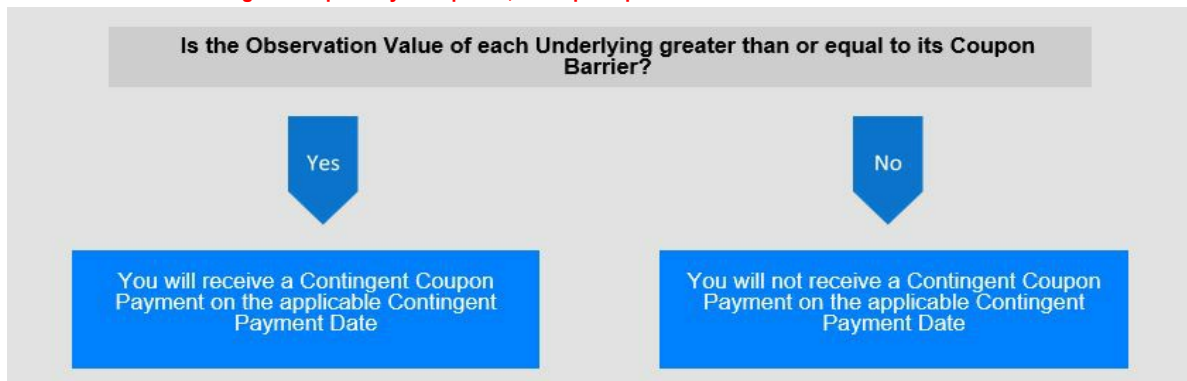 Is the Observation Value of each Underlying greater than or equal to its Coupon
Barrier?
Yes
No
You will receive a Contingent Coupon
Payment on the applicable Contingent
Payment Date
You will not receive a Contingent Coupon
Payment on the applicable Contingent
Payment Date